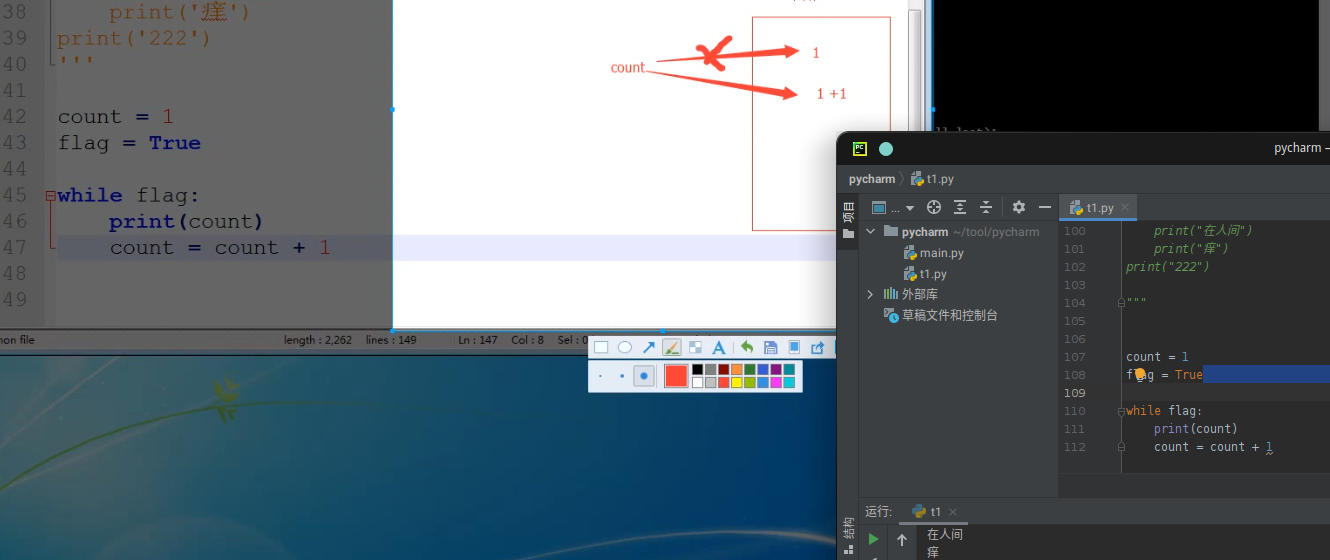 38 print('痒')
39 print('222')
40 '''
41
42 count = 1
43 flag = True
44
45 while flag:
46 print(count)
47 count = count + 1
48
49
count
1
1 +1
non file length : 2,262 lines : 149 Ln : 147 Col : 8 Sel : 0
A
PC
pycharm –
pycharm 〉 t1.py
项目
... t1.py ×
pycharm ~/tool/pycharm
main.py
t1.py
外部库
草稿文件和控制台
100 print("在人间")
101 print("痒")
102 print("222")
103
104 """
105
106
107 count = 1
108 flag = True
109
110 while flag:
111 print(count)
112 count = count + 1
结构
运行: t1 ×
在人间
痒